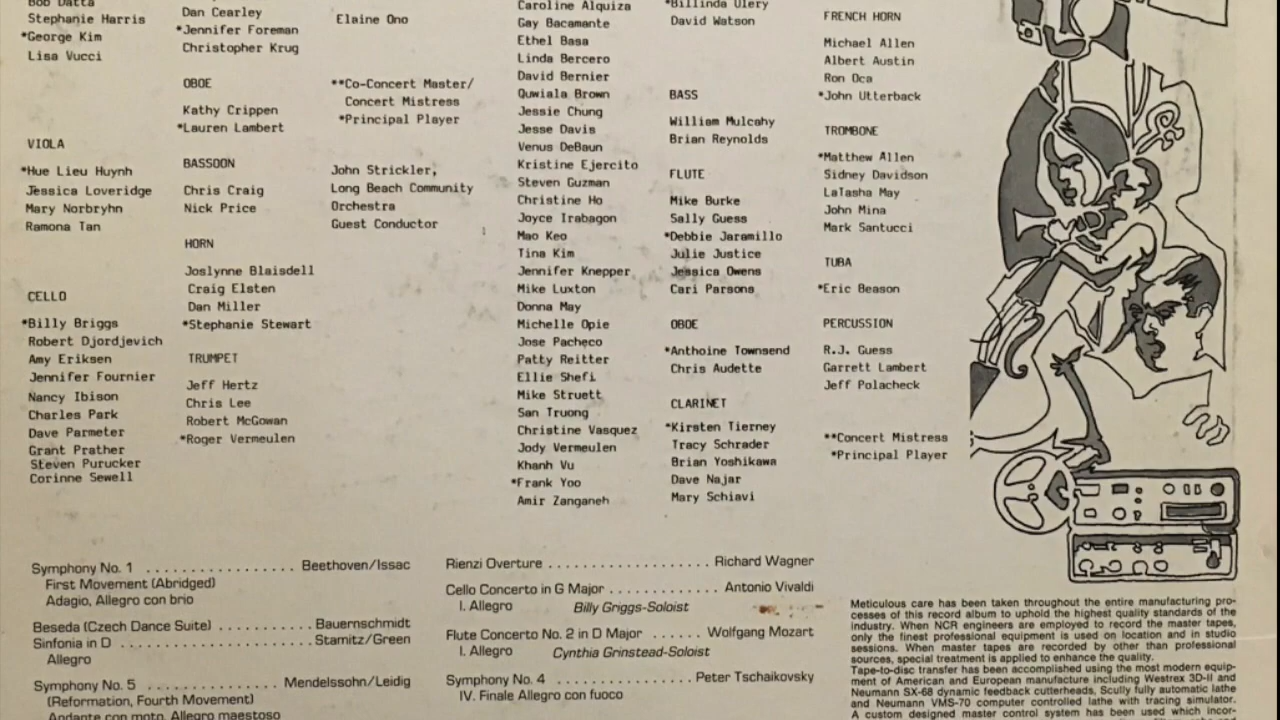 Bob Datta
Stephanie Harris
*George Kim
Lisa Vucci
VIOLA
*Hue Lieu Huynh
Jessica Loveridge
Mary Norbryhn
Ramona Tan
CELLO
*Billy Briggs
Robert Djordjevich
Amy Eriksen
Jennifer Fournier
Nancy Ibison
Charles Park
Dave Parmeter
Grant Prather
Steven Purucker
Corinne Sewell
Dan Cearley
*Jennifer Foreman
Christopher Krug
OBOE
Kathy Crippen
*Lauren Lambert
BASSOON
Chris Craig
Nick Price
HORN
Joslynne Blaisdell
Craig Elsten
Dan Miller
*Stephanie Stewart
TRUMPET
Jeff Hertz
Chris Lee
Robert McGowan
*Roger Vermeulen
Elaine Ono
**Co-Concert Master/
Concert Mistress
*Principal Player
John Strickler,
Long Beach Community
Orchestra
Guest Conductor
Caroline Alquiza
Gay Bacamante
Ethel Basa
Linda Bercero
David Bernier
Quwiala Brown
Jessie Chung
Jesse Davis
Venus DeBaun
Kristine Ejercito
Steven Guzman
Christine Ho
Joyce Irabagon
Mao Keo
Tina Kim
Jennifer Knepper
Mike Luxton
Donna May
Michelle Opie
Jose Pacheco
Patty Reitter
Ellie Shefi
Mike Struett
San Truong
Christine Vasquez
Jody Vermeulen
Khanh Vu
*Frank Yoo
Amir Zanganeh
*Billinda Ulery
David Watson
BASS
William Mulcahy
Brian Reynolds
FLUTE
Mike Burke
Sally Guess
*Debbie Jaramillo
Julie Justice
Jessica Owens
Cari Parsons
OBOE
*Anthoine Townsend
Chris Audette
CLARINET
*Kirsten Tierney
Tracy Schrader
Brian Yoshikawa
Dave Najar
Mary Schiavi
FRENCH HORN
Michael Allen
Albert Austin
Ron Oca
*John Utterback
TROMBONE
*Matthew Allen
Sidney Davidson
LaTasha May
John Mina
Mark Santucci
TUBA
*Eric Beason
PERCUSSION
R.J. Guess
Garrett Lambert
Jeff Polacheck
**Concert Mistress
*Principal Player
Symphony No. 1 ................ Beethoven/Issac
First Movement (Abridged)
Adagio, Allegro con brio
Beseda (Czech Dance Suite) ............ Bauernschmidt
Sinfonia in D ...................... Stamitz/Green
Allegro
Symphony No. 5 .............. Mendelssohn/Leidig
(Reformation, Fourth Movement)
Andante con moto, Allegro maestoso
Rienzi Overture .................. Richard Wagner
Cello Concerto in G Major ............ Antonio Vivaldi
I. Allegro Billy Griggs-Soloist
Flute Concerto No. 2 in D Major ...... Wolfgang Mozart
I. Allegro Cynthia Grinstead-Soloist
Symphony No. 4 ................ Peter Tschaikovsky
IV. Finale Allegro con fuoco
Meticulous care has been taken throughout the entire manufacturing pro-
cesses of this record album to uphold the highest quality standards of the
industry. When NCR engineers are employed to record the master tapes,
only the finest professional equipment is used on location and in studio
sessions. When master tapes are recorded by other than professional
sources, special treatment is applied to enhance the quality.
Tape-to-disc transfer has been accomplished using the most modern equip-
ment of American and European manufacture including Westrex 3D-II and
Neumann SX-68 dynamic feedback cutterheads, Scully fully automatic lathe
and Neumann VMS-70 computer controlled lathe with tracing simulator.
A custom designed master control system has been used which incor-